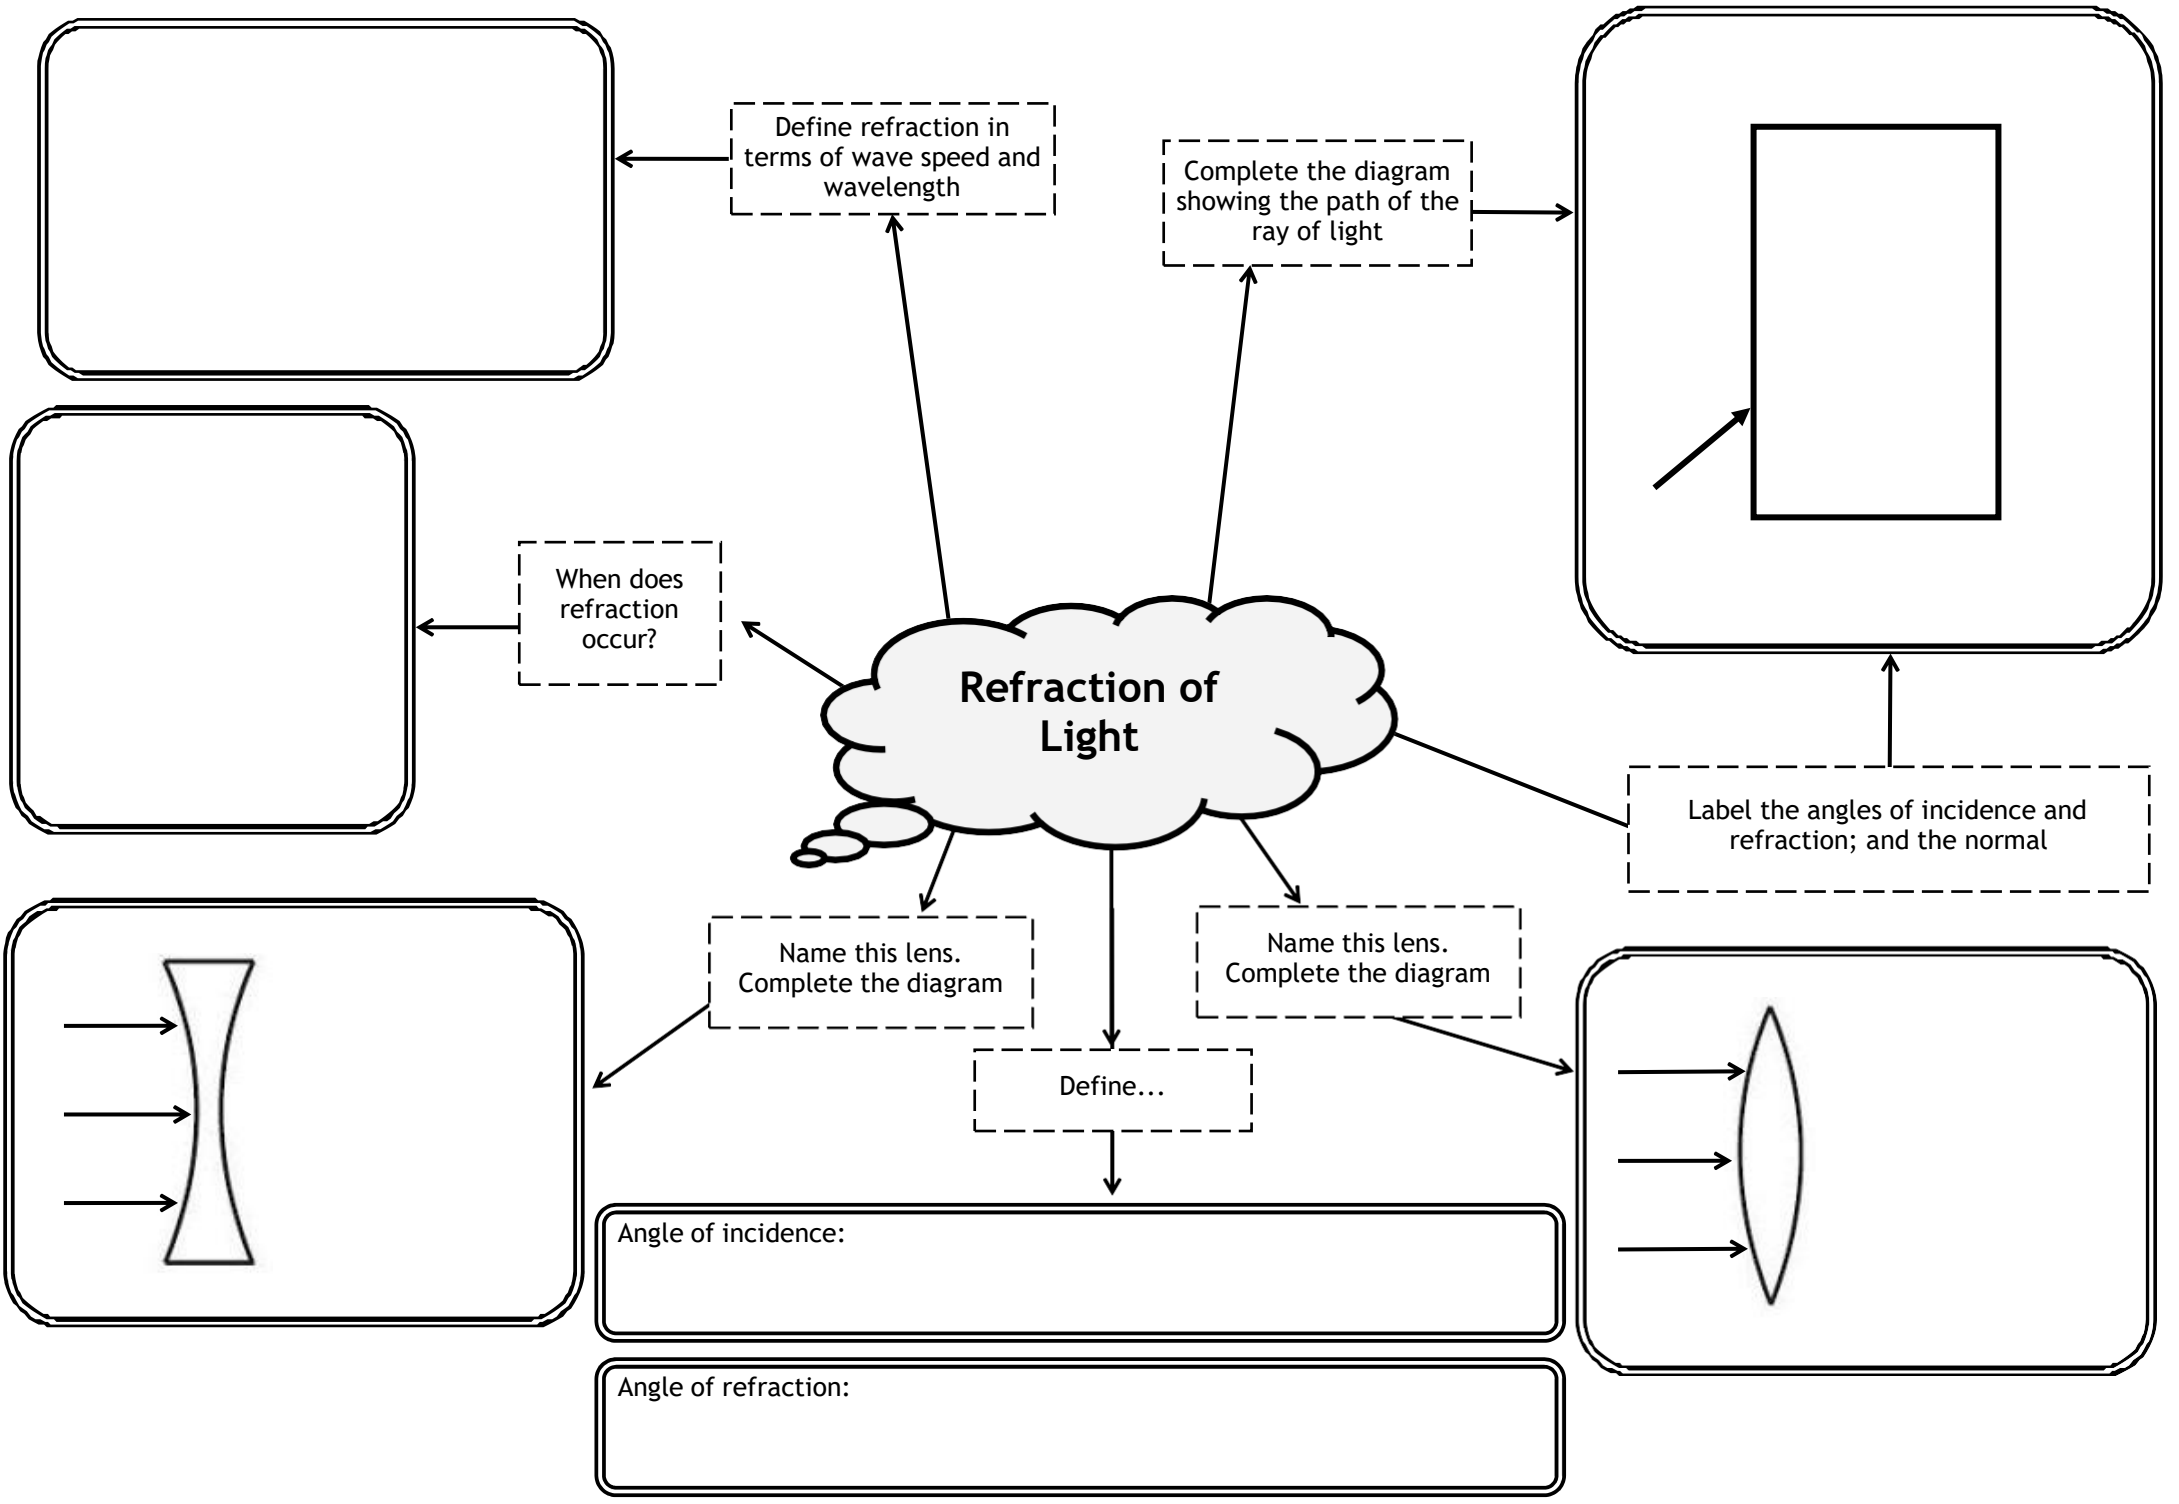 Define refraction in
terms of wave speed and
wavelength
Complete the diagram
showing the path of the
ray of light
When does
refraction
occur?
Refraction of
Light
Label the angles of incidence and
refraction; and the normal
Name this lens.
Complete the diagram
Name this lens.
Complete the diagram
Define...
Angle of incidence:
Angle of refraction: